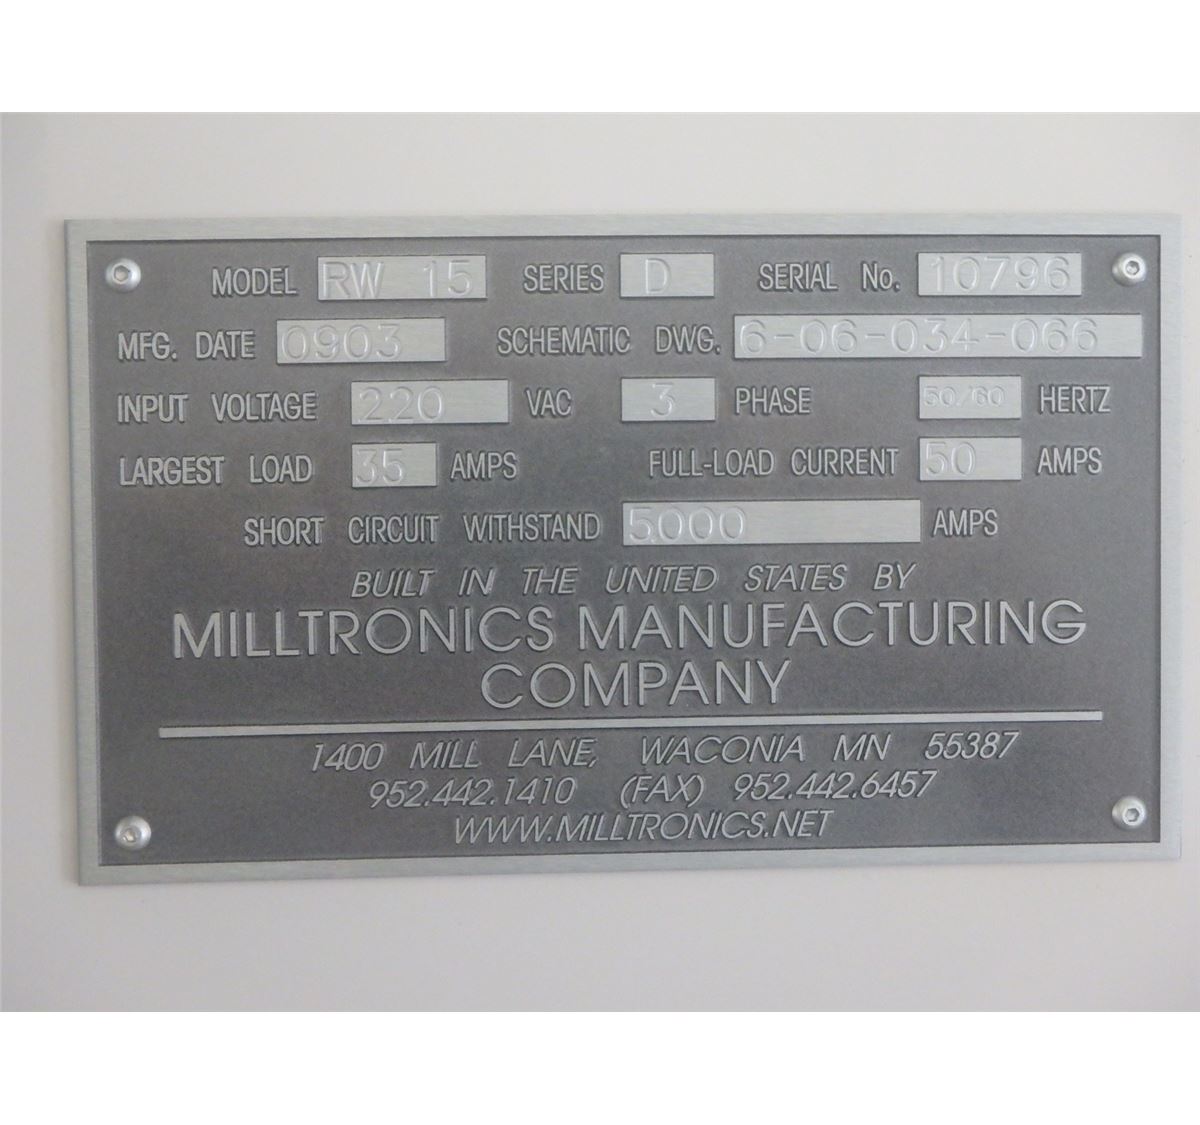 MODEL RW 15 SERIES D SERIAL No. 10796
MFG. DATE 0903 SCHEMATIC DWG. 6-06-034-066
INPUT VOLTAGE 220 VAC 3 PHASE 50/60 HERTZ
LARGEST LOAD 35 AMPS FULL-LOAD CURRENT 50 AMPS
SHORT CIRCUIT WITHSTAND 5000 AMPS
BUILT IN THE UNITED STATES BY
MILLTRONICS MANUFACTURING
COMPANY
1400 MILL LANE, WACONIA MN 55387
952.442.1410 (FAX) 952.442.6457
WWW.MILLTRONICS.NET